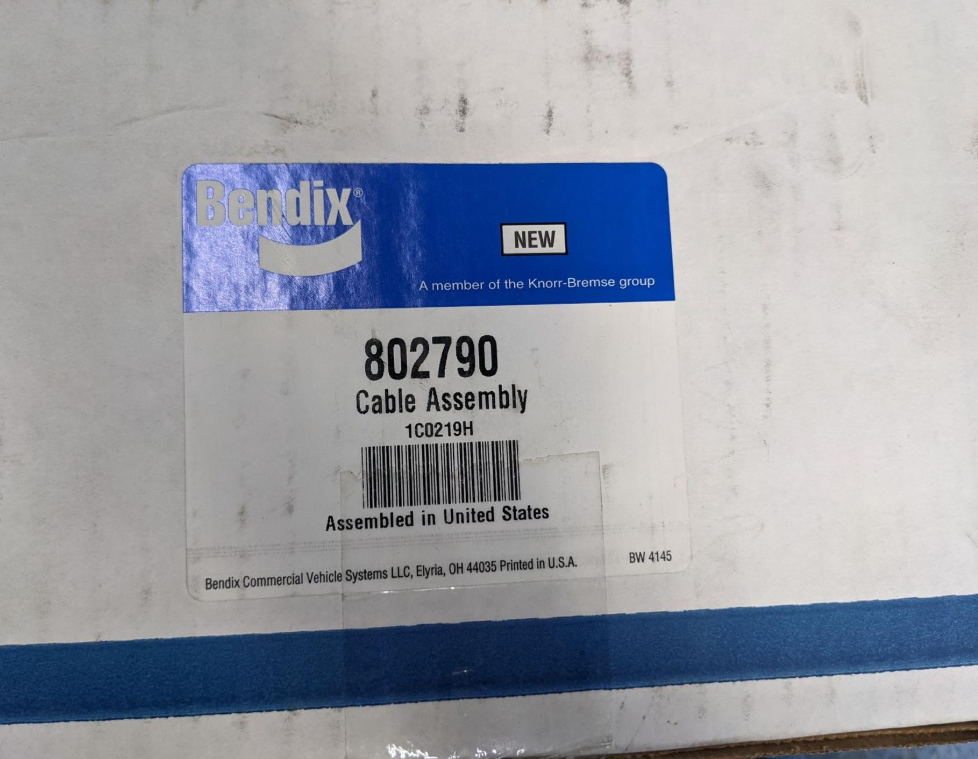 Bendix®
NEW
A member of the Knorr-Bremse group
802790
Cable Assembly
1C0219H
Assembled in United States
Bendix Commercial Vehicle Systems LLC, Elyria, OH 44035 Printed in U.S.A.
BW 4145